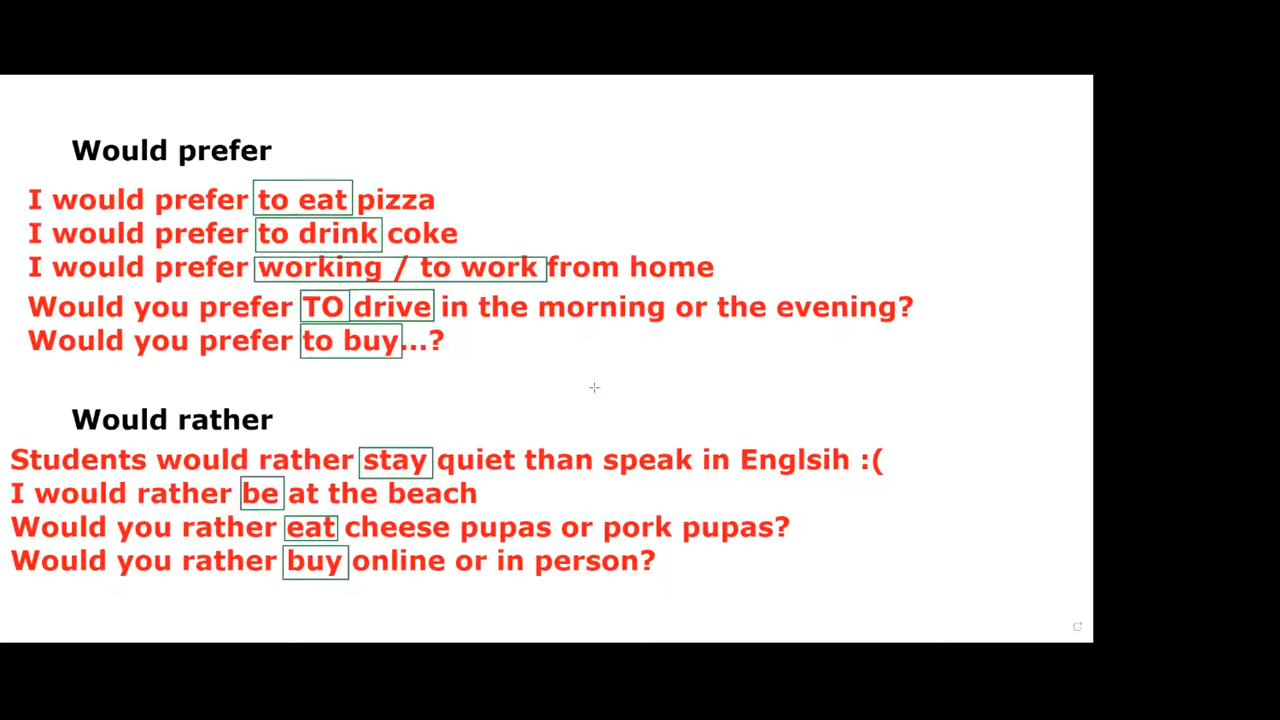 Would prefer
I would prefer to eat pizza
I would prefer to drink coke
I would prefer working / to work from home
Would you prefer TO drive in the morning or the evening?
Would you prefer to buy...?
Would rather
Students would rather stay quiet than speak in Englsih :(
I would rather be at the beach
Would you rather eat cheese pupas or pork pupas?
Would you rather buy online or in person?